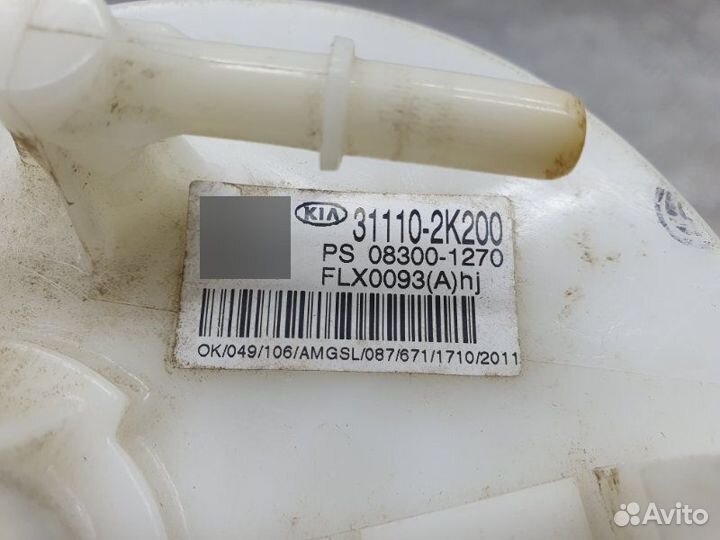 KIA 31110-2K200
PS 08300-1270
FLX0093(A)hj
OK/049/106/AMGSL/087/671/1710/2011
Avito